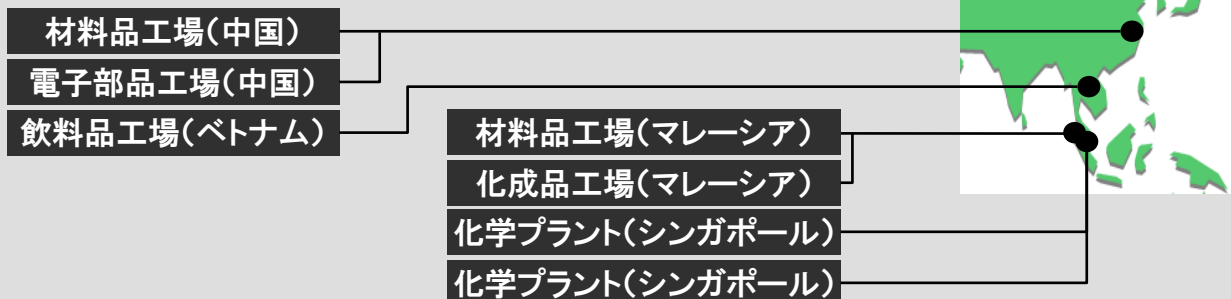 材料品工場(中国)
電子部品工場(中国)
飲料品工場(ベトナム)
材料品工場(マレーシア)
化成品工場(マレーシア)
化学プラント(シンガポール)
化学プラント(シンガポール)